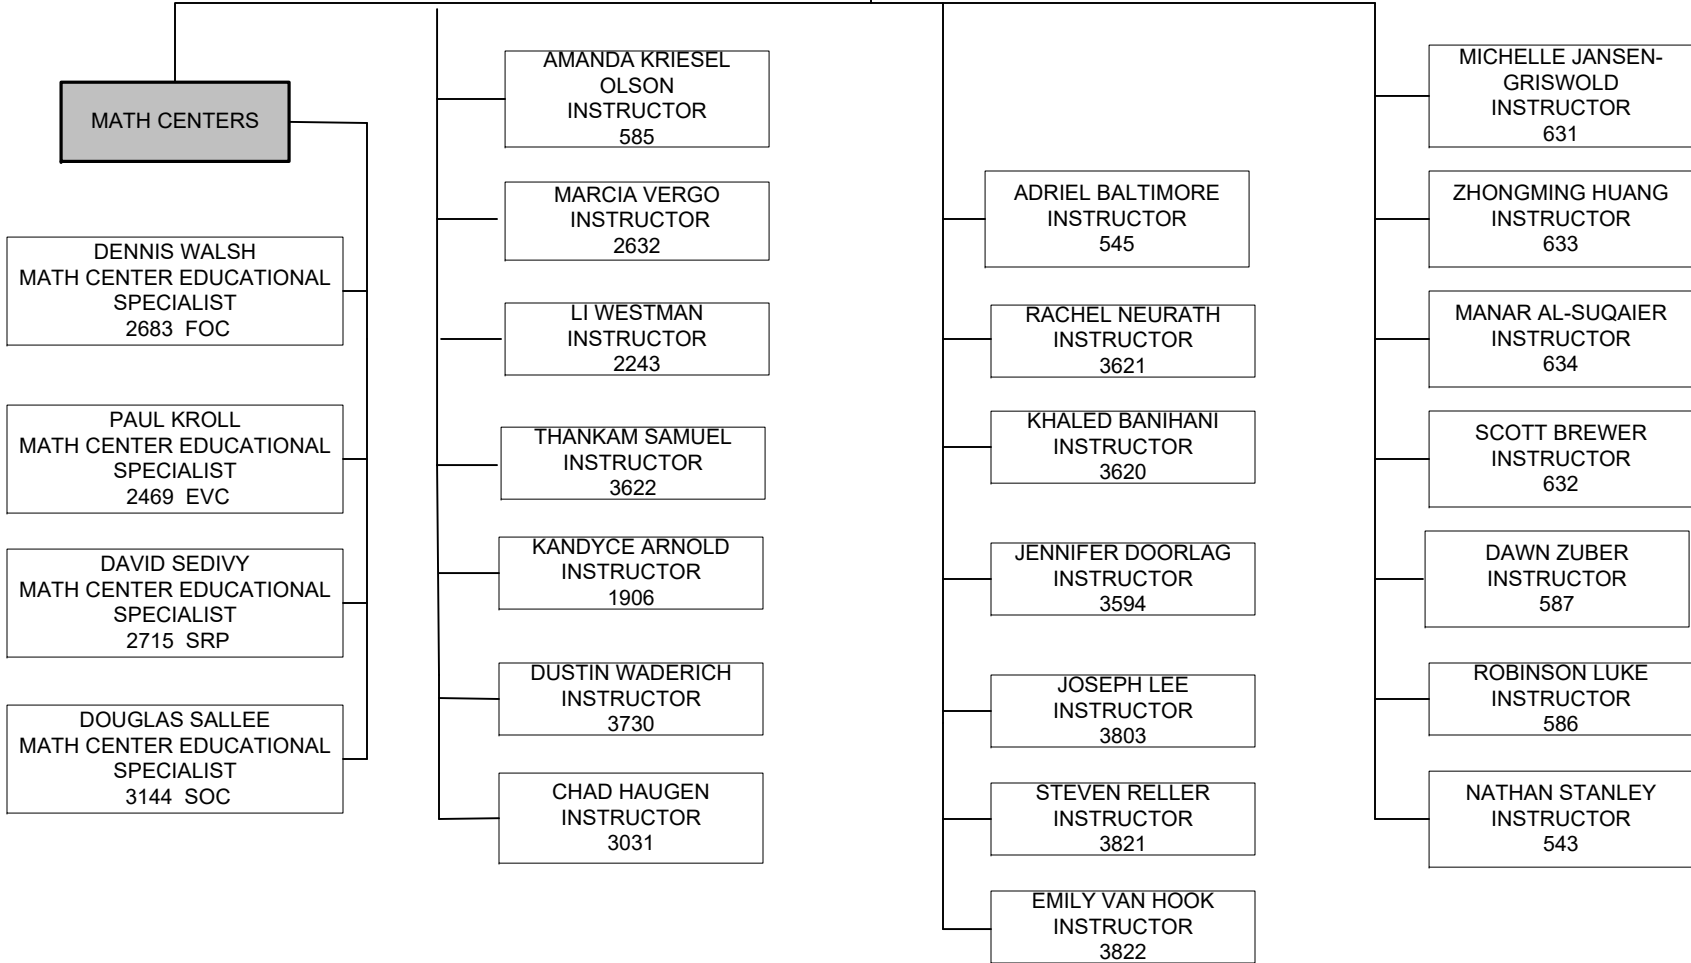 MATH CENTERS
DENNIS WALSH
MATH CENTER EDUCATIONAL
SPECIALIST
2683 FOC
PAUL KROLL
MATH CENTER EDUCATIONAL
SPECIALIST
2469 EVC
DAVID SEDIVY
MATH CENTER EDUCATIONAL
SPECIALIST
2715 SRP
DOUGLAS SALLEE
MATH CENTER EDUCATIONAL
SPECIALIST
3144 SOC
AMANDA KRIESEL
OLSON
INSTRUCTOR
585
MARCIA VERGO
INSTRUCTOR
2632
LI WESTMAN
INSTRUCTOR
2243
THANKAM SAMUEL
INSTRUCTOR
3622
KANDYCE ARNOLD
INSTRUCTOR
1906
DUSTIN WADERICH
INSTRUCTOR
3730
CHAD HAUGEN
INSTRUCTOR
3031
ADRIEL BALTIMORE
INSTRUCTOR
545
RACHEL NEURATH
INSTRUCTOR
3621
KHALED BANIHANI
INSTRUCTOR
3620
JENNIFER DOORLAG
INSTRUCTOR
3594
JOSEPH LEE
INSTRUCTOR
3803
STEVEN RELLER
INSTRUCTOR
3821
EMILY VAN HOOK
INSTRUCTOR
3822
MICHELLE JANSEN-
GRISWOLD
INSTRUCTOR
631
ZHONGMING HUANG
INSTRUCTOR
633
MANAR AL-SUQAIER
INSTRUCTOR
634
SCOTT BREWER
INSTRUCTOR
632
DAWN ZUBER
INSTRUCTOR
587
ROBINSON LUKE
INSTRUCTOR
586
NATHAN STANLEY
INSTRUCTOR
543